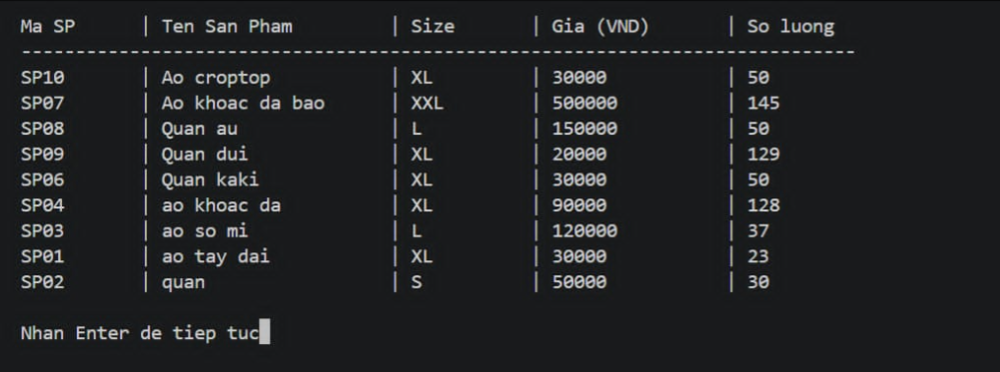 Ma SP | Ten San Pham | Size | Gia (VND) | So luong
-----------------------------------------------------------------------------
SP10 | Ao croptop | XL | 30000 | 50
SP07 | Ao khoac da bao | XXL | 500000 | 145
SP08 | Quan au | L | 150000 | 50
SP09 | Quan dui | XL | 20000 | 129
SP06 | Quan kaki | XL | 30000 | 50
SP04 | ao khoac da | XL | 90000 | 128
SP03 | ao so mi | L | 120000 | 37
SP01 | ao tay dai | XL | 30000 | 23
SP02 | quan | S | 50000 | 30
Nhan Enter de tiep tuc